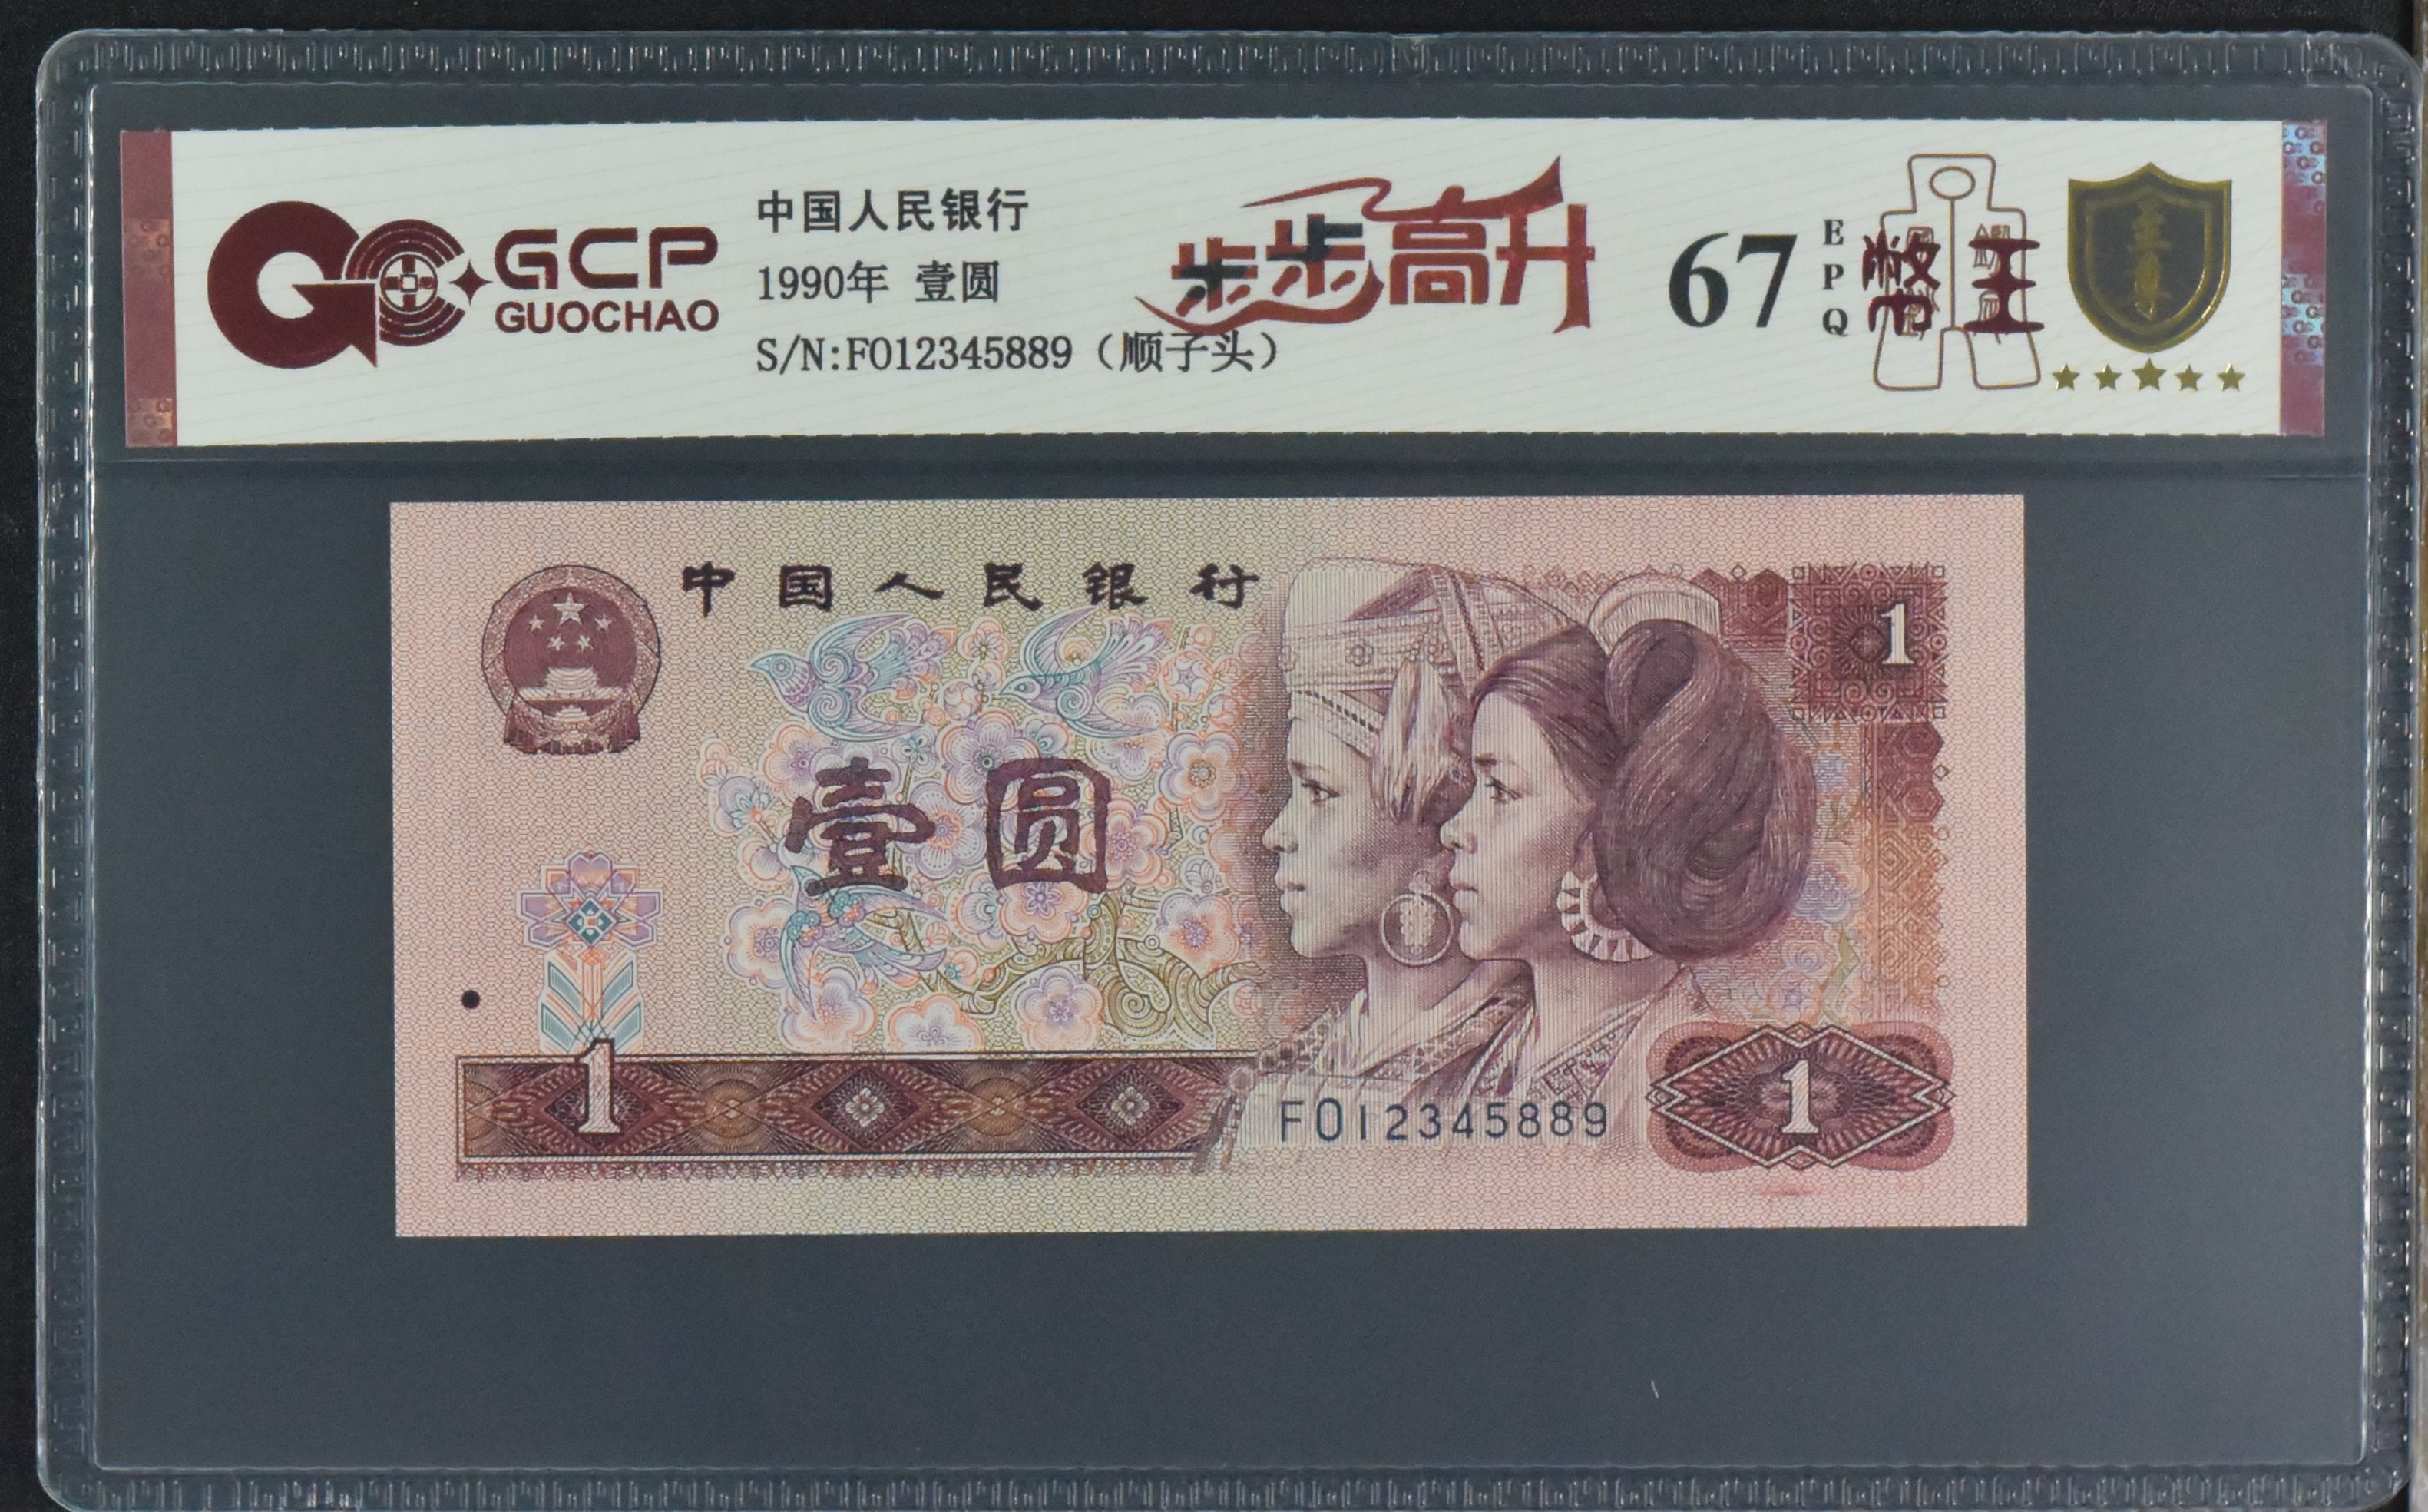 GCP
GUOCHAO
中国人民银行
1990年 壹圆
S/N:F012345889（顺子头）
步步高升
67
EPQ
币王
至尊
中国人民银行
1
壹圆
1
F012345889
1